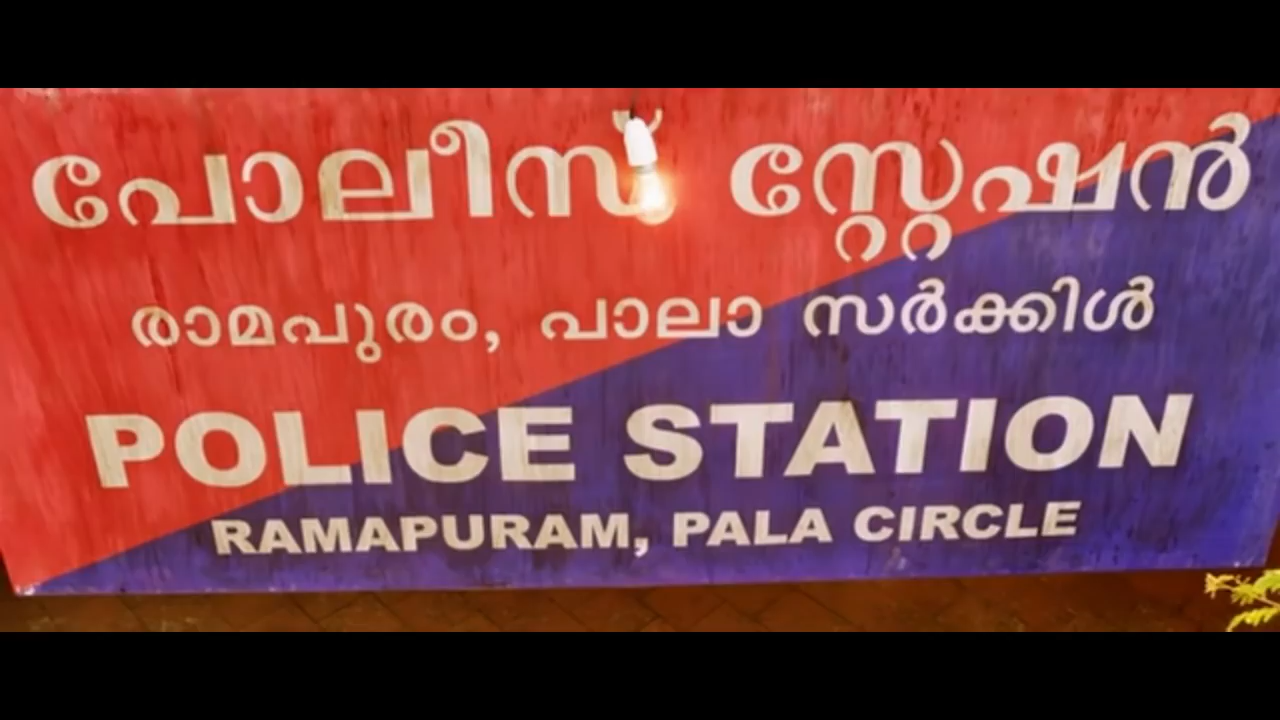 പോലീസ് സ്റ്റേഷൻ
രാമപുരം, പാലാ സർക്കിൾ
POLICE STATION
RAMAPURAM, PALA CIRCLE